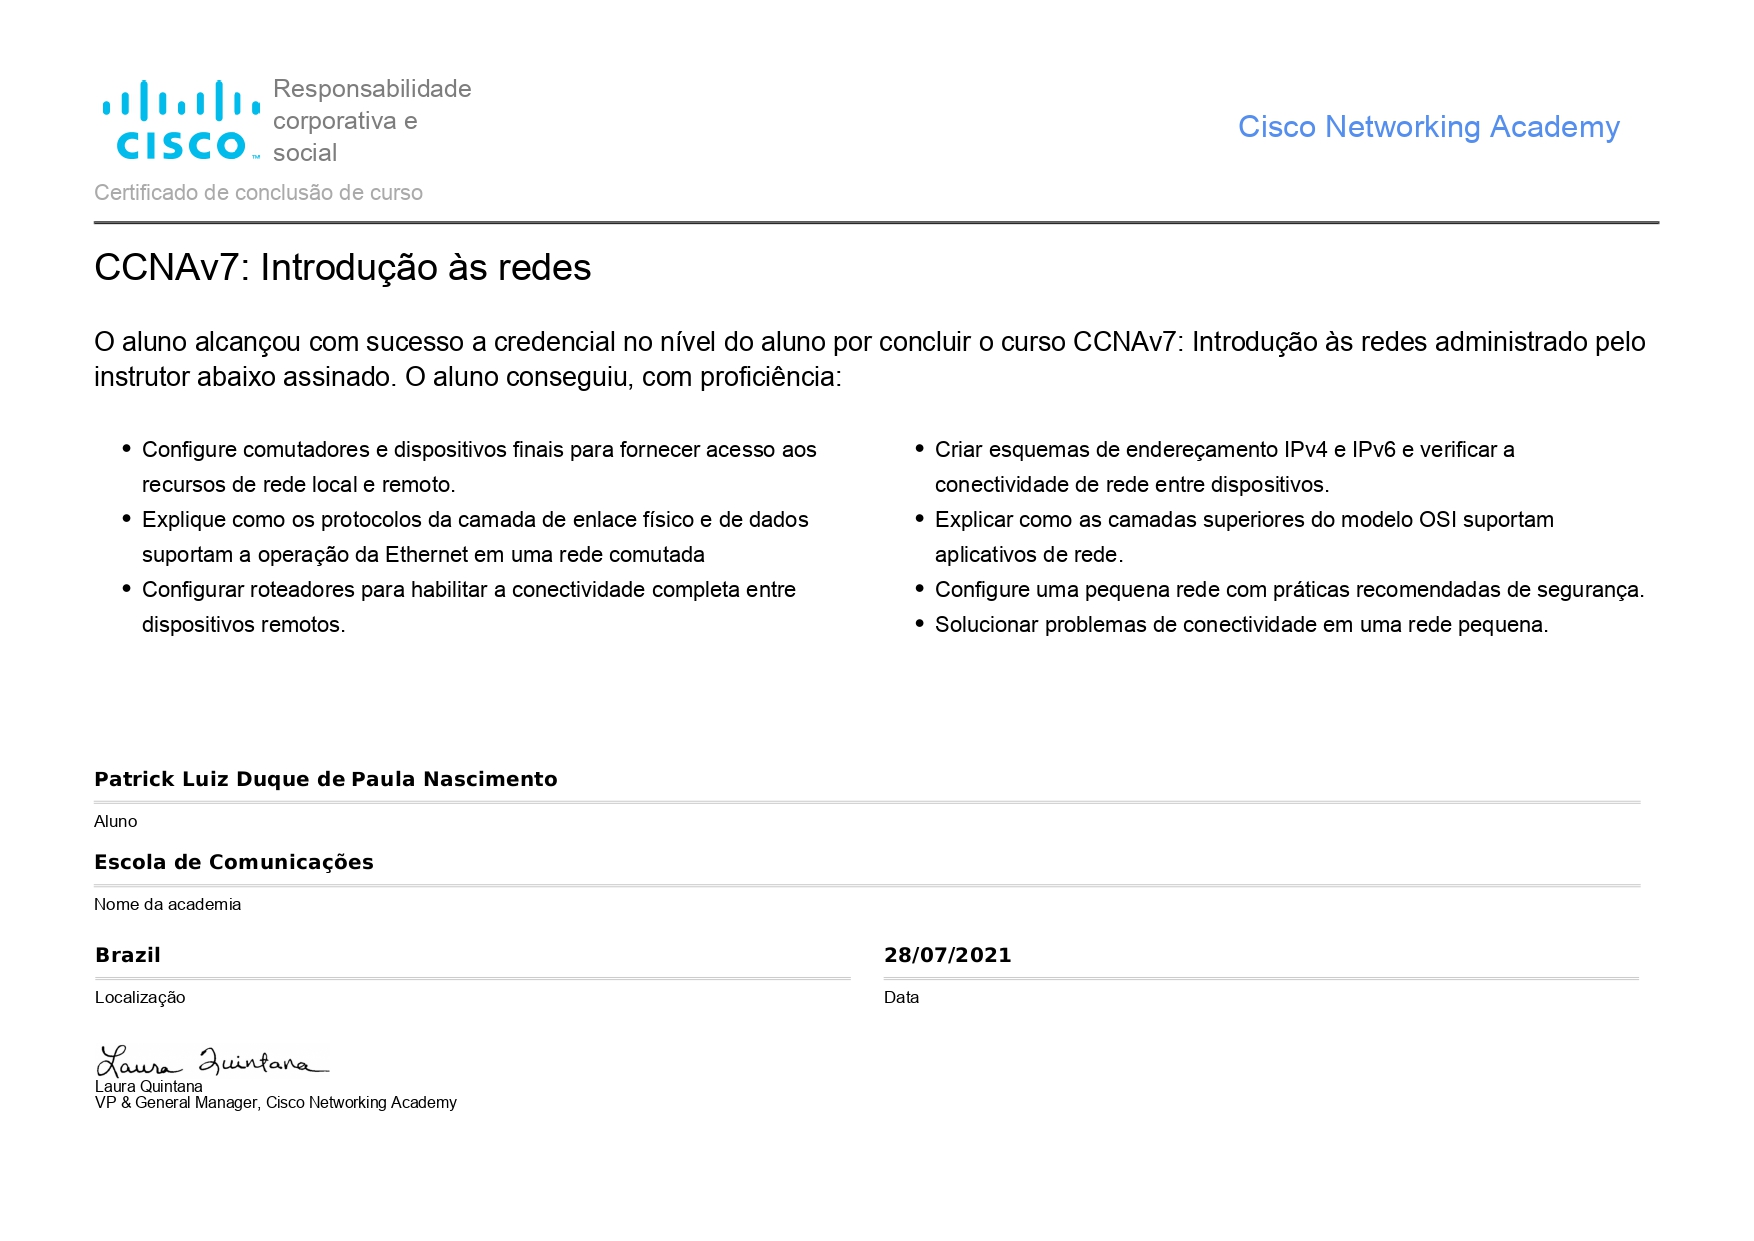 CISCO
Responsabilidade
corporativa e
social
Cisco Networking Academy
Certificado de conclusão de curso
CCNAv7: Introdução às redes
O aluno alcançou com sucesso a credencial no nível do aluno por concluir o curso CCNAv7: Introdução às redes administrado pelo
instrutor abaixo assinado. O aluno conseguiu, com proficiência:
• Configure comutadores e dispositivos finais para fornecer acesso aos
recursos de rede local e remoto.
• Explique como os protocolos da camada de enlace físico e de dados
suportam a operação da Ethernet em uma rede comutada
• Configurar roteadores para habilitar a conectividade completa entre
dispositivos remotos.
• Criar esquemas de endereçamento IPv4 e IPv6 e verificar a
conectividade de rede entre dispositivos.
• Explicar como as camadas superiores do modelo OSI suportam
aplicativos de rede.
• Configure uma pequena rede com práticas recomendadas de segurança.
• Solucionar problemas de conectividade em uma rede pequena.
Patrick Luiz Duque de Paula Nascimento
Aluno
Escola de Comunicações
Nome da academia
Brazil
Localização
28/07/2021
Data
Laura Quintana
Laura Quintana
VP & General Manager, Cisco Networking Academy